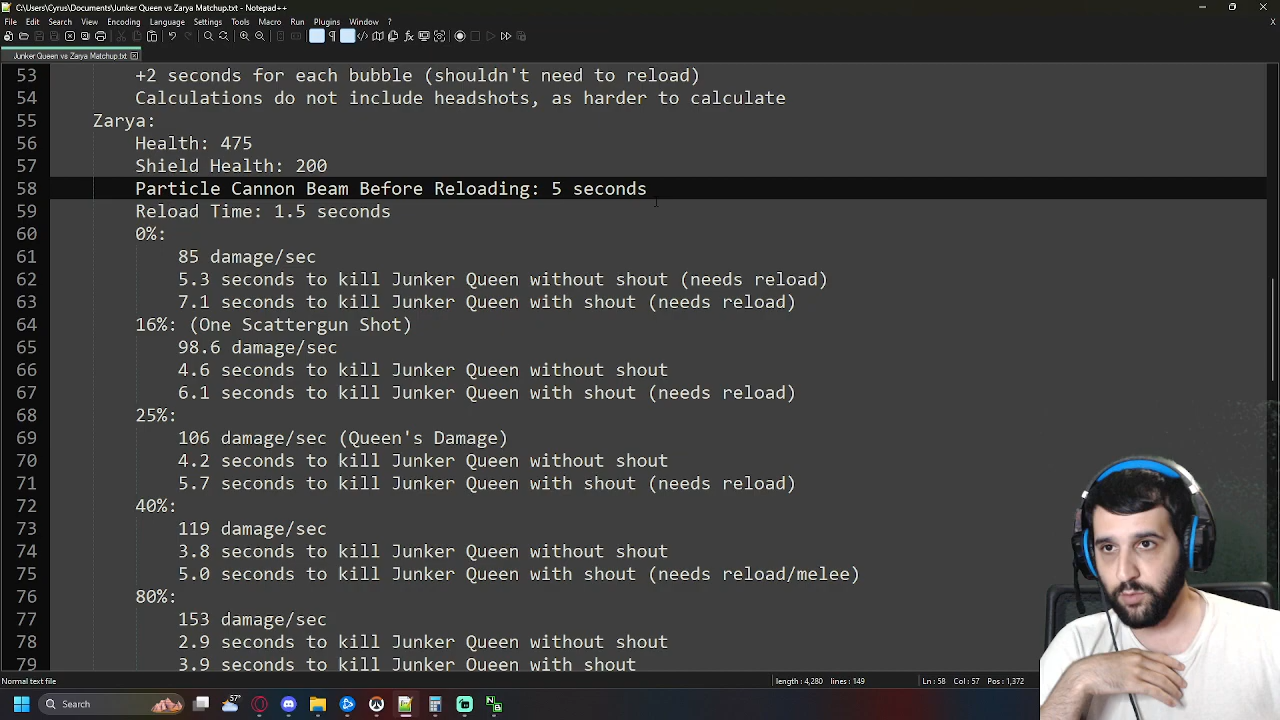 C:\Users\Cyrus\Documents\Junker Queen vs Zarya Matchup.txt - Notepad++
File Edit Search View Encoding Language Settings Tools Macro Run Plugins Window ?
Junker Queen vs Zarya Matchup.txt
53 +2 seconds for each bubble (shouldn't need to reload)
54 Calculations do not include headshots, as harder to calculate
55 Zarya:
56 Health: 475
57 Shield Health: 200
58 Particle Cannon Beam Before Reloading: 5 seconds
59 Reload Time: 1.5 seconds
60 0%:
61 85 damage/sec
62 5.3 seconds to kill Junker Queen without shout (needs reload)
63 7.1 seconds to kill Junker Queen with shout (needs reload)
64 16%: (One Scattergun Shot)
65 98.6 damage/sec
66 4.6 seconds to kill Junker Queen without shout
67 6.1 seconds to kill Junker Queen with shout (needs reload)
68 25%:
69 106 damage/sec (Queen's Damage)
70 4.2 seconds to kill Junker Queen without shout
71 5.7 seconds to kill Junker Queen with shout (needs reload)
72 40%:
73 119 damage/sec
74 3.8 seconds to kill Junker Queen without shout
75 5.0 seconds to kill Junker Queen with shout (needs reload/melee)
76 80%:
77 153 damage/sec
78 2.9 seconds to kill Junker Queen without shout
79 3.9 seconds to kill Junker Queen with shout
Normal text file length: 4,280 lines: 149 Ln: 58 Col: 57 Pos: 1,372
Search